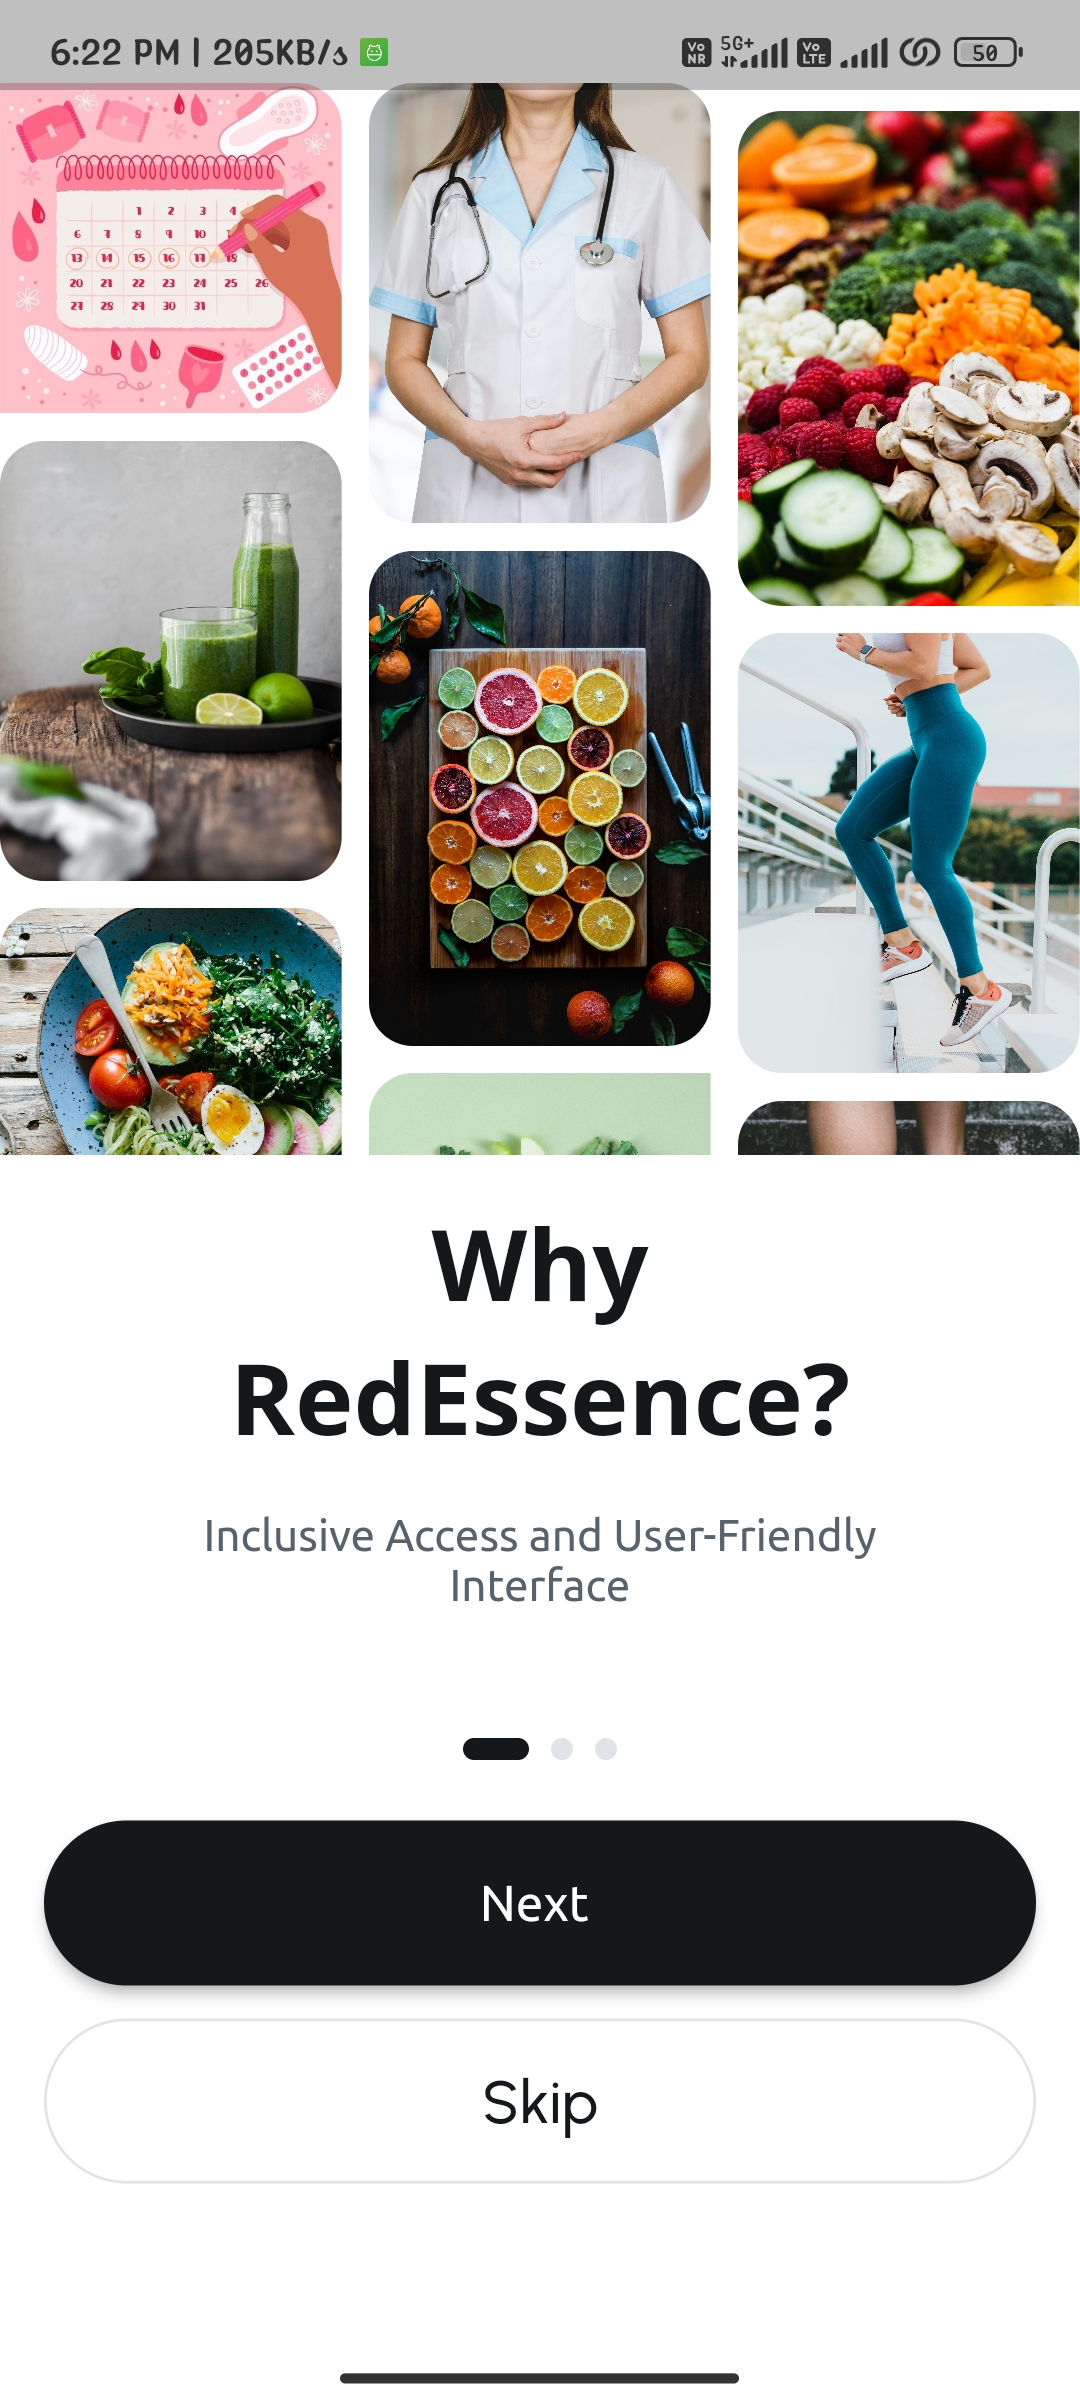 6:22 PM | 205KB/s
Vo
NR
5G+
Vo
LTE
50
1 2 3 4
6 7 8 9 10
13 14 15 16 17 18
20 21 22 23 24 25 26
27 28 29 30 31
Why
RedEssence?
Inclusive Access and User-Friendly
Interface
Next
Skip